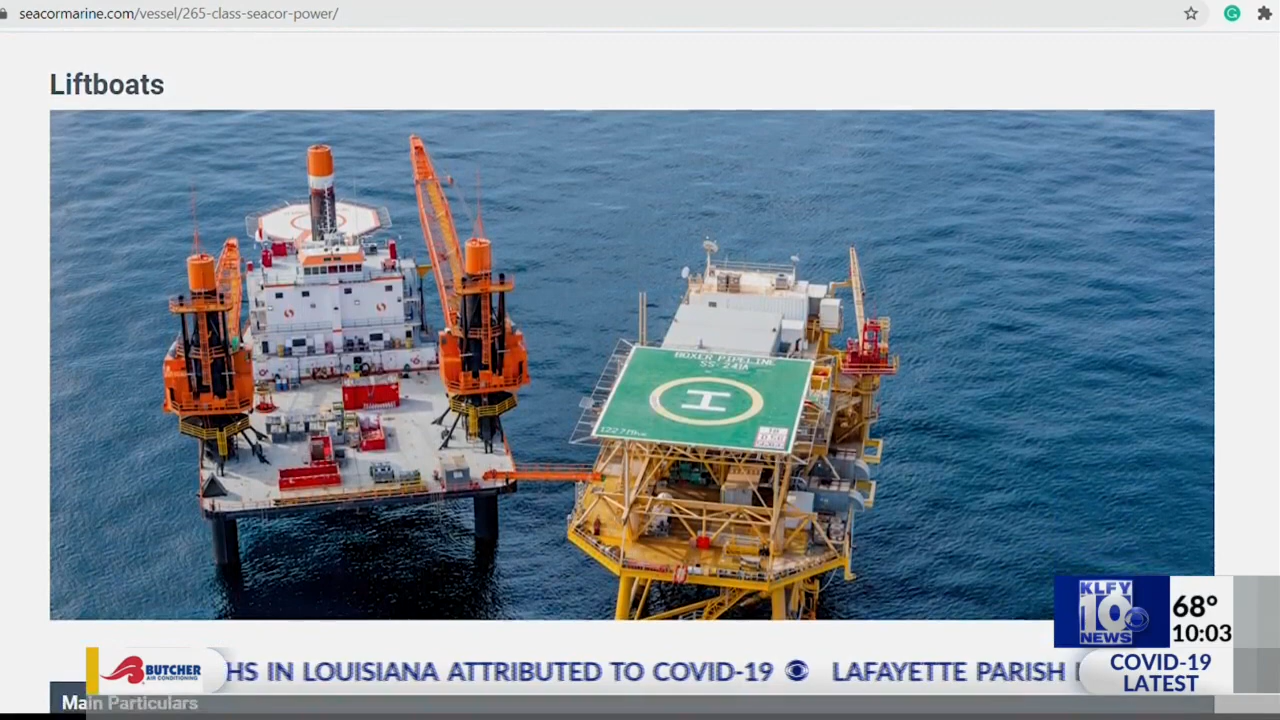 seacormarine.com/vessel/265-class-seacor-power/
Liftboats
BOXER PIPELINE
SS-241A
H
KLFY
10
NEWS
68°
10:03
BUTCHER
AIR CONDITIONING
HS IN LOUISIANA ATTRIBUTED TO COVID-19 LAFAYETTE PARISH
COVID-19
LATEST
Main Particulars